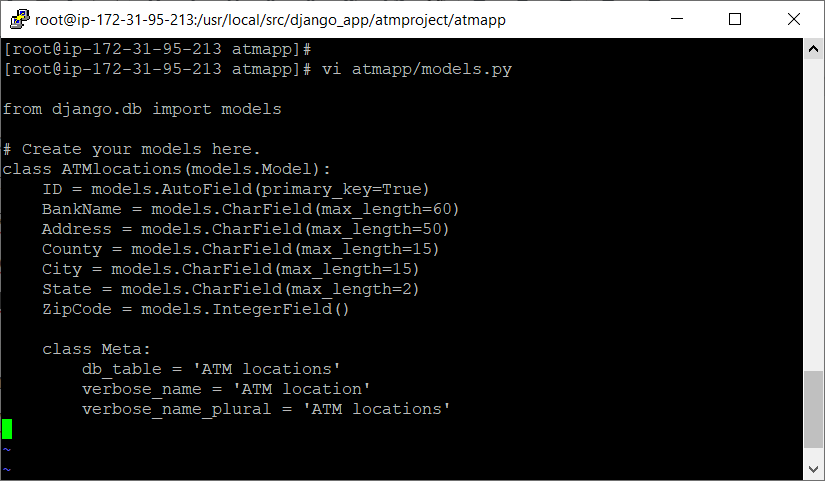 root@ip-172-31-95-213:/usr/local/src/django_app/atmproject/atmapp
[root@ip-172-31-95-213 atmapp]#
[root@ip-172-31-95-213 atmapp]# vi atmapp/models.py
from django.db import models
# Create your models here.
class ATMlocations(models.Model):
    ID = models.AutoField(primary_key=True)
    BankName = models.CharField(max_length=60)
    Address = models.CharField(max_length=50)
    County = models.CharField(max_length=15)
    City = models.CharField(max_length=15)
    State = models.CharField(max_length=2)
    ZipCode = models.IntegerField()
    class Meta:
        db_table = 'ATM locations'
        verbose_name = 'ATM location'
        verbose_name_plural = 'ATM locations'
~
~